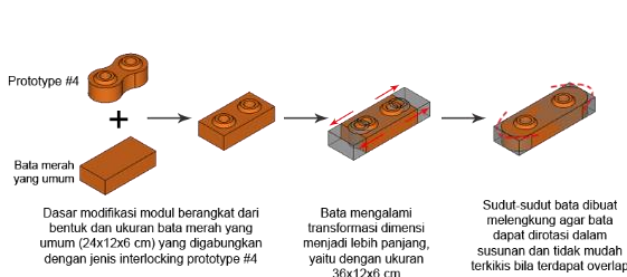 Prototype #4
Bata merah
yang umum
Dasar modifikasi modul berangkat dari
bentuk dan ukuran bata merah yang
umum (24x12x6 cm) yang digabungkan
dengan jenis interlocking prototype #4
Bata mengalami
transformasi dimensi
menjadi lebih panjang,
yaitu dengan ukuran
36x12x6 cm
Sudut-sudut bata dibuat
melengkung agar bata
dapat dirotasi dalam
susunan dan tidak mudah
terkikis bila terdapat overlap